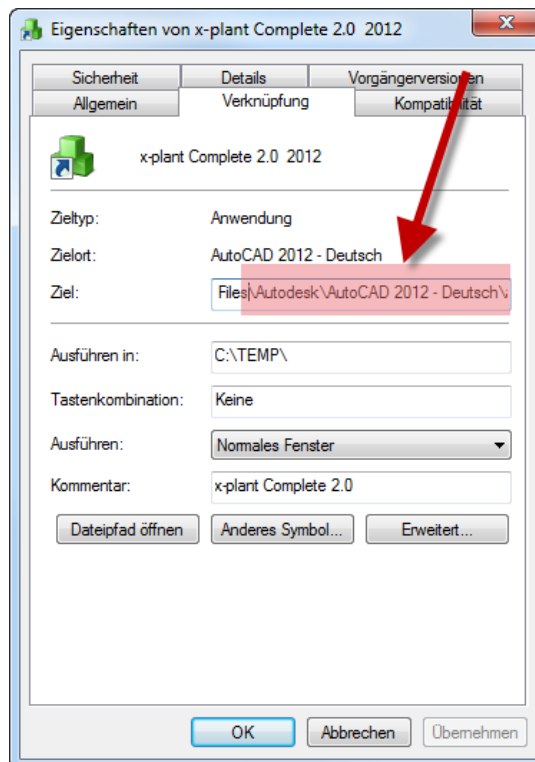 Eigenschaften von x-plant Complete 2.0 2012
Sicherheit Details Vorgängerversionen
Allgemein Verknüpfung Kompatibilität
x-plant Complete 2.0 2012
Zieltyp: Anwendung
Zielort: AutoCAD 2012 - Deutsch
Ziel: Files\Autodesk\AutoCAD 2012 - Deutsch\
Ausführen in: C:\TEMP\
Tastenkombination: Keine
Ausführen: Normales Fenster
Kommentar: x-plant Complete 2.0
Dateipfad öffnen Anderes Symbol... Erweitert...
OK Abbrechen Übernehmen